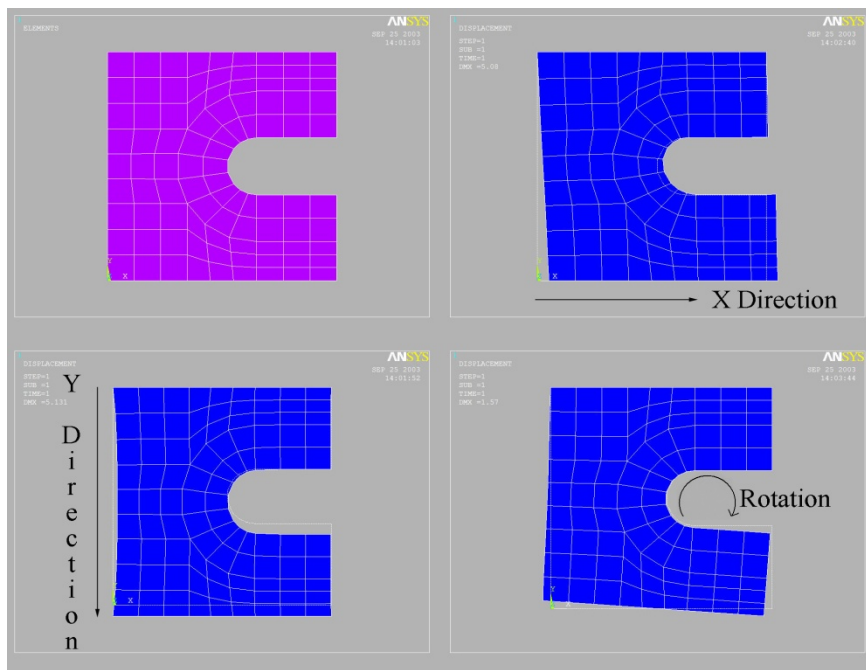 ANSYS
ELEMENTS
SEP 25 2003
14:01:53
Y
X
ANSYS
DISPLACEMENT
SEP 25 2003
14:02:40
STEP=1
SUB =1
TIME=1
DMX =5.08
X
X Direction
ANSYS
DISPLACEMENT
SEP 25 2003
14:01:52
STEP=1
SUB =1
TIME=1
DMX =5.131
Y
D
i
r
e
c
t
i
o
n
X
ANSYS
DISPLACEMENT
SEP 25 2003
14:03:44
STEP=1
SUB =1
TIME=1
DMX =1.57
Rotation
Y
X